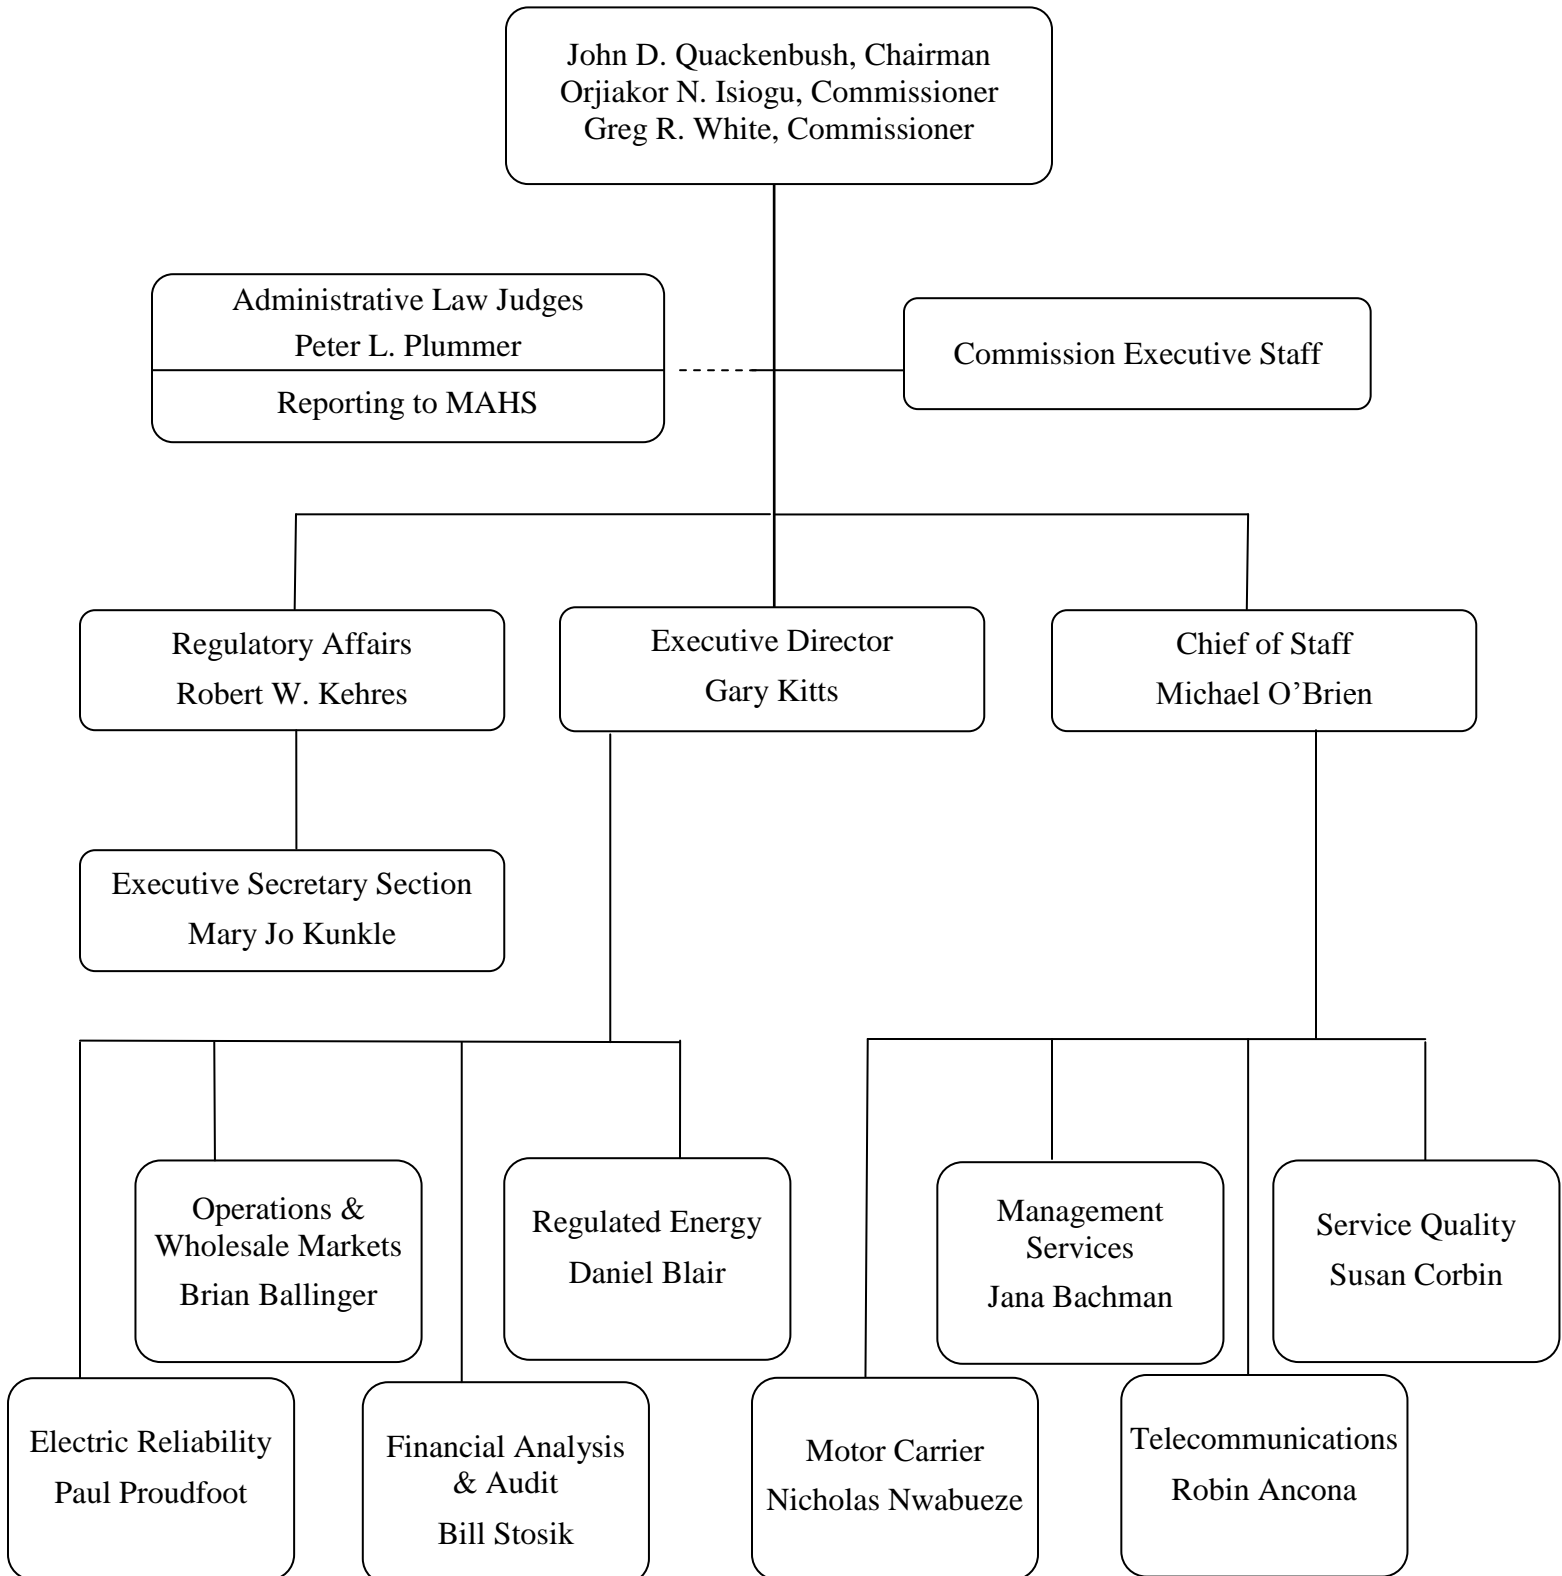 John D. Quackenbush, Chairman
Orjiakor N. Isiogu, Commissioner
Greg R. White, Commissioner
Administrative Law Judges
Peter L. Plummer
Reporting to MAHS
Commission Executive Staff
Regulatory Affairs
Robert W. Kehres
Executive Director
Gary Kitts
Chief of Staff
Michael O’Brien
Executive Secretary Section
Mary Jo Kunkle
Operations &
Wholesale Markets
Brian Ballinger
Regulated Energy
Daniel Blair
Management
Services
Jana Bachman
Service Quality
Susan Corbin
Electric Reliability
Paul Proudfoot
Financial Analysis
& Audit
Bill Stosik
Motor Carrier
Nicholas Nwabueze
Telecommunications
Robin Ancona